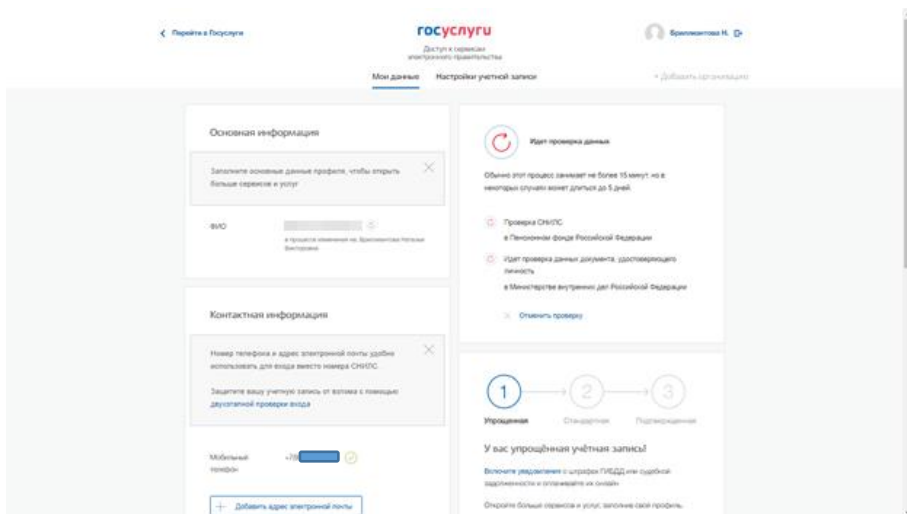 Перейти в Госуслуги
госуслуги
Доступ к сервисам
электронного правительства
Бриллиантова Н.
Мои данные
Настройки учетной записи
+ Добавить организацию
Основная информация
Заполните основные данные профиля, чтобы открыть
больше сервисов и услуг
ФИО
в процессе изменения на: Бриллиантова Наталья
Викторовна
Контактная информация
Номер телефона и адрес электронной почты удобно
использовать для входа вместо номера СНИЛС.
Защитите вашу учетную запись от взлома с помощью
двухэтапной проверки входа
Мобильный
телефон
+79
+ Добавить адрес электронной почты
Идет проверка данных
Обычно этот процесс занимает не более 15 минут, но в
некоторых случаях может длиться до 5 дней.
Проверка СНИЛС
в Пенсионном фонде Российской Федерации
Идет проверка данных документа, удостоверяющего
личность
в Министерстве внутренних дел Российской Федерации
Отменить проверку
1 2 3
Упрощенная Стандартная Подтвержденная
У вас упрощённая учётная запись!
Включите уведомления о штрафах ГИБДД или судебной
задолженности и оплачивайте их онлайн
Откройте больше сервисов и услуг, заполнив свой профиль.